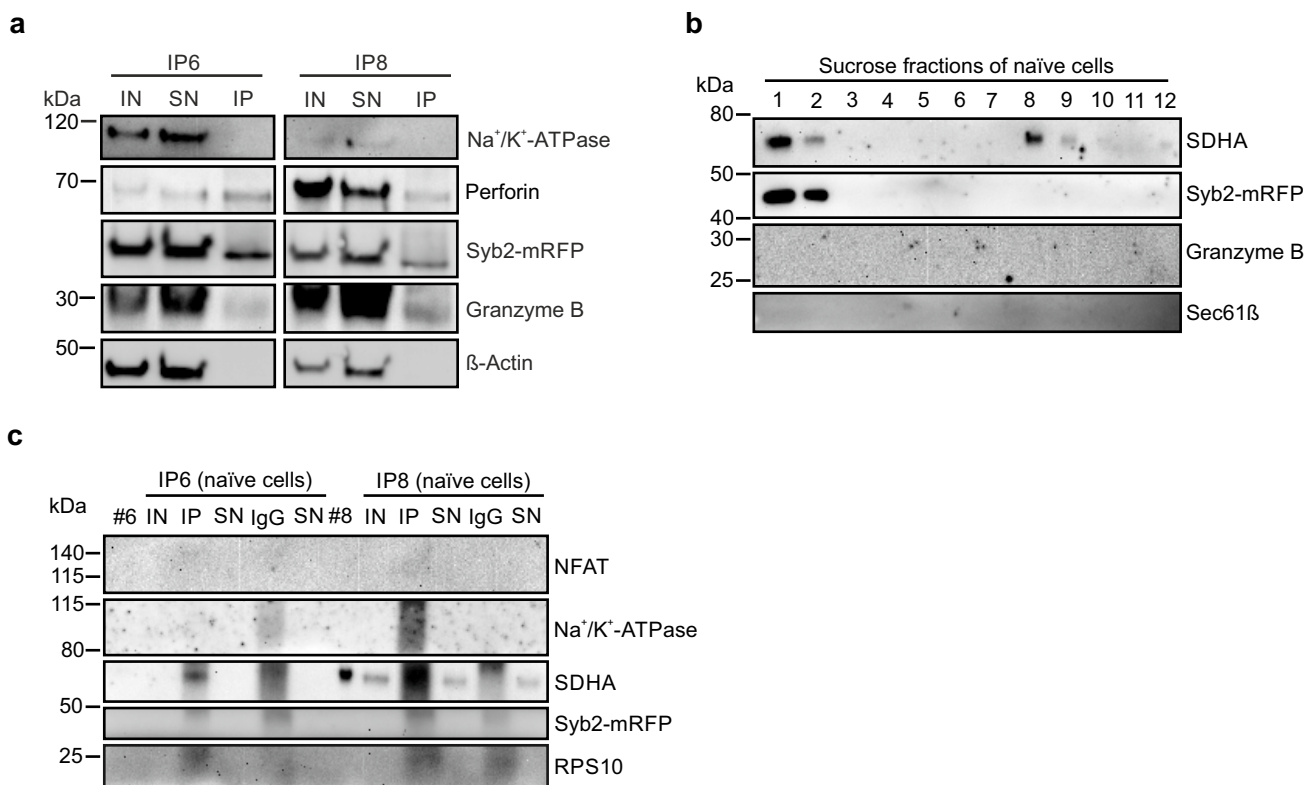 a
IP6 IP8
IN SN IP IN SN IP
kDa
120
Na⁺/K⁺-ATPase
70
Perforin
Syb2-mRFP
30
Granzyme B
50
ß-Actin
b
Sucrose fractions of naïve cells
kDa
1 2 3 4 5 6 7 8 9 10 11 12
80
SDHA
50
Syb2-mRFP
40
30
Granzyme B
25
Sec61ß
c
IP6 (naïve cells) IP8 (naïve cells)
kDa
#6 IN IP SN IgG SN #8 IN IP SN IgG SN
140
NFAT
115
115
Na⁺/K⁺-ATPase
80
SDHA
50
Syb2-mRFP
25
RPS10